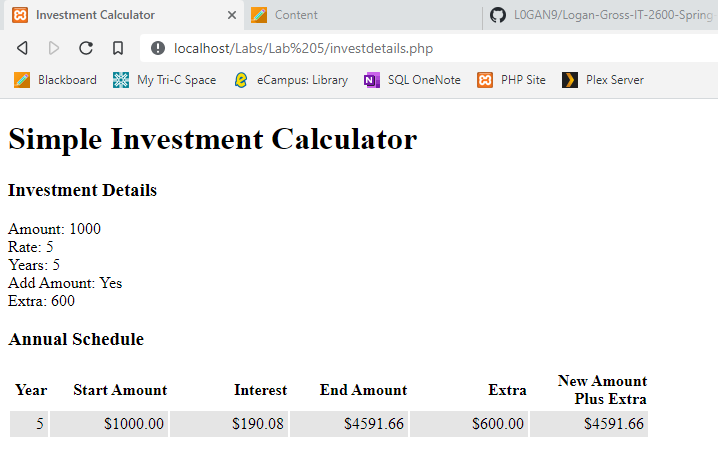 Investment Calculator
Content
L0GAN9/Logan-Gross-IT-2600-Spring
localhost/Labs/Lab%205/investdetails.php
Blackboard My Tri-C Space eCampus: Library SQL OneNote PHP Site Plex Server
Simple Investment Calculator
Investment Details
Amount: 1000
Rate: 5
Years: 5
Add Amount: Yes
Extra: 600
Annual Schedule
Year Start Amount Interest End Amount Extra New Amount Plus Extra
5 $1000.00 $190.08 $4591.66 $600.00 $4591.66